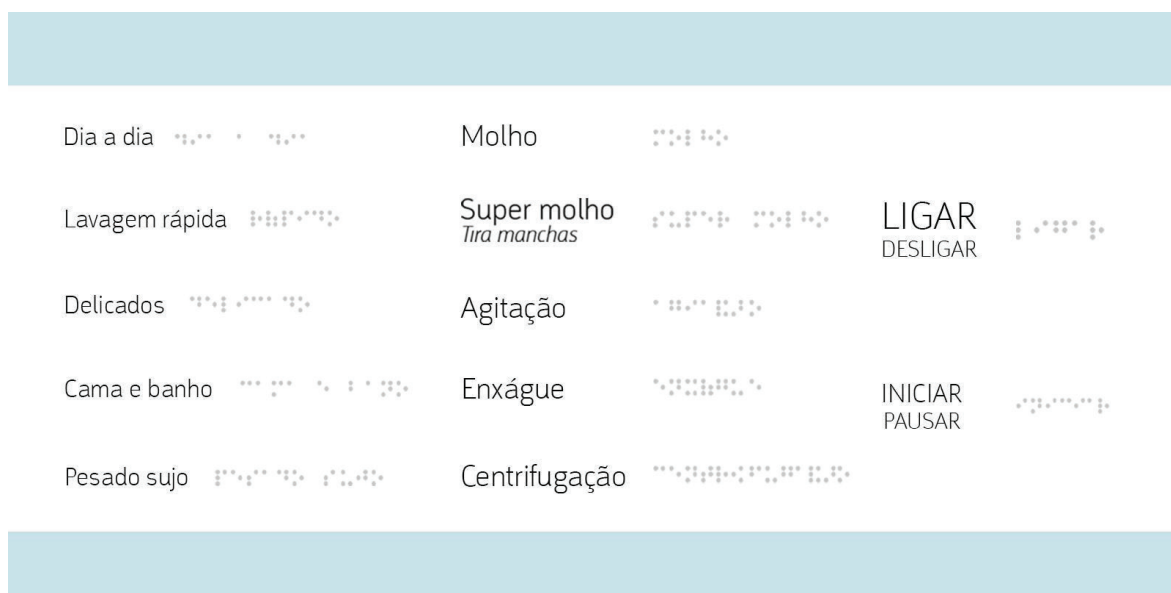 Dia a dia
Lavagem rápida
Delicados
Cama e banho
Pesado sujo
Molho
Super molho
Tira manchas
Agitação
Enxágue
Centrifugação
LIGAR
DESLIGAR
INICIAR
PAUSAR